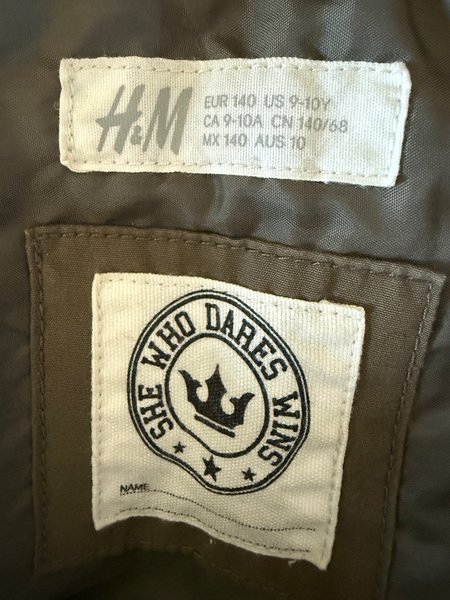 H&M
EUR 140 US 9-10Y
CA 9-10A CN 140/68
MX 140 AUS 10
SHE WHO DARES WINS
NAME